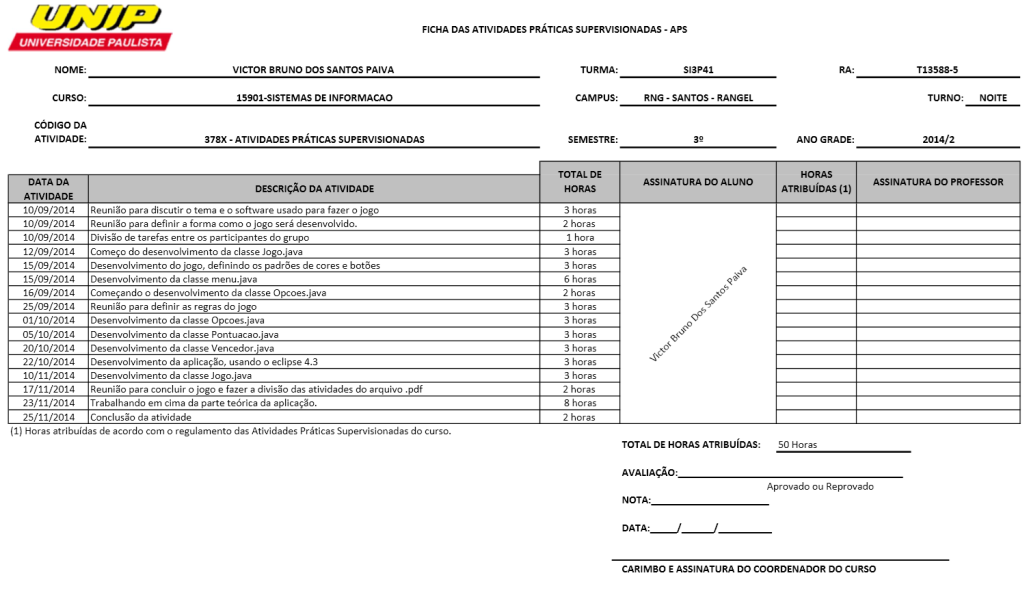 UNIP
UNIVERSIDADE PAULISTA
FICHA DAS ATIVIDADES PRÁTICAS SUPERVISIONADAS - APS
NOME: VICTOR BRUNO DOS SANTOS PAIVA TURMA: SI3P41 RA: T13588-5
CURSO: 15901-SISTEMAS DE INFORMACAO CAMPUS: RNG - SANTOS - RANGEL TURNO: NOITE
CÓDIGO DA
ATIVIDADE: 378X - ATIVIDADES PRÁTICAS SUPERVISIONADAS SEMESTRE: 3º ANO GRADE: 2014/2
DATA DA ATIVIDADE DESCRIÇÃO DA ATIVIDADE TOTAL DE HORAS ASSINATURA DO ALUNO HORAS ATRIBUÍDAS (1) ASSINATURA DO PROFESSOR
10/09/2014 Reunião para discutir o tema e o software usado para fazer o jogo 3 horas
10/09/2014 Reunião para definir a forma como o jogo será desenvolvido. 2 horas
10/09/2014 Divisão de tarefas entre os participantes do grupo 1 hora
12/09/2014 Começo do desenvolvimento da classe Jogo.java 3 horas
15/09/2014 Desenvolvimento do jogo, definindo os padrões de cores e botões 3 horas
15/09/2014 Desenvolvimento da classe menu.java 6 horas
16/09/2014 Começando o desenvolvimento da classe Opcoes.java 2 horas
25/09/2014 Reunião para definir as regras do jogo 3 horas
01/10/2014 Desenvolvimento da classe Opcoes.java 3 horas
05/10/2014 Desenvolvimento da classe Pontuacao.java 3 horas
20/10/2014 Desenvolvimento da classe Vencedor.java 3 horas
22/10/2014 Desenvolvimento da aplicação, usando o eclipse 4.3 3 horas
10/11/2014 Desenvolvimento da classe Jogo.java 3 horas
17/11/2014 Reunião para concluir o jogo e fazer a divisão das atividades do arquivo .pdf 2 horas
23/11/2014 Trabalhando em cima da parte teórica da aplicação. 8 horas
25/11/2014 Conclusão da atividade 2 horas
Victor Bruno Dos Santos Paiva
(1) Horas atribuídas de acordo com o regulamento das Atividades Práticas Supervisionadas do curso.
TOTAL DE HORAS ATRIBUÍDAS: 50 Horas
AVALIAÇÃO:
Aprovado ou Reprovado
NOTA:
DATA: / /
CARIMBO E ASSINATURA DO COORDENADOR DO CURSO